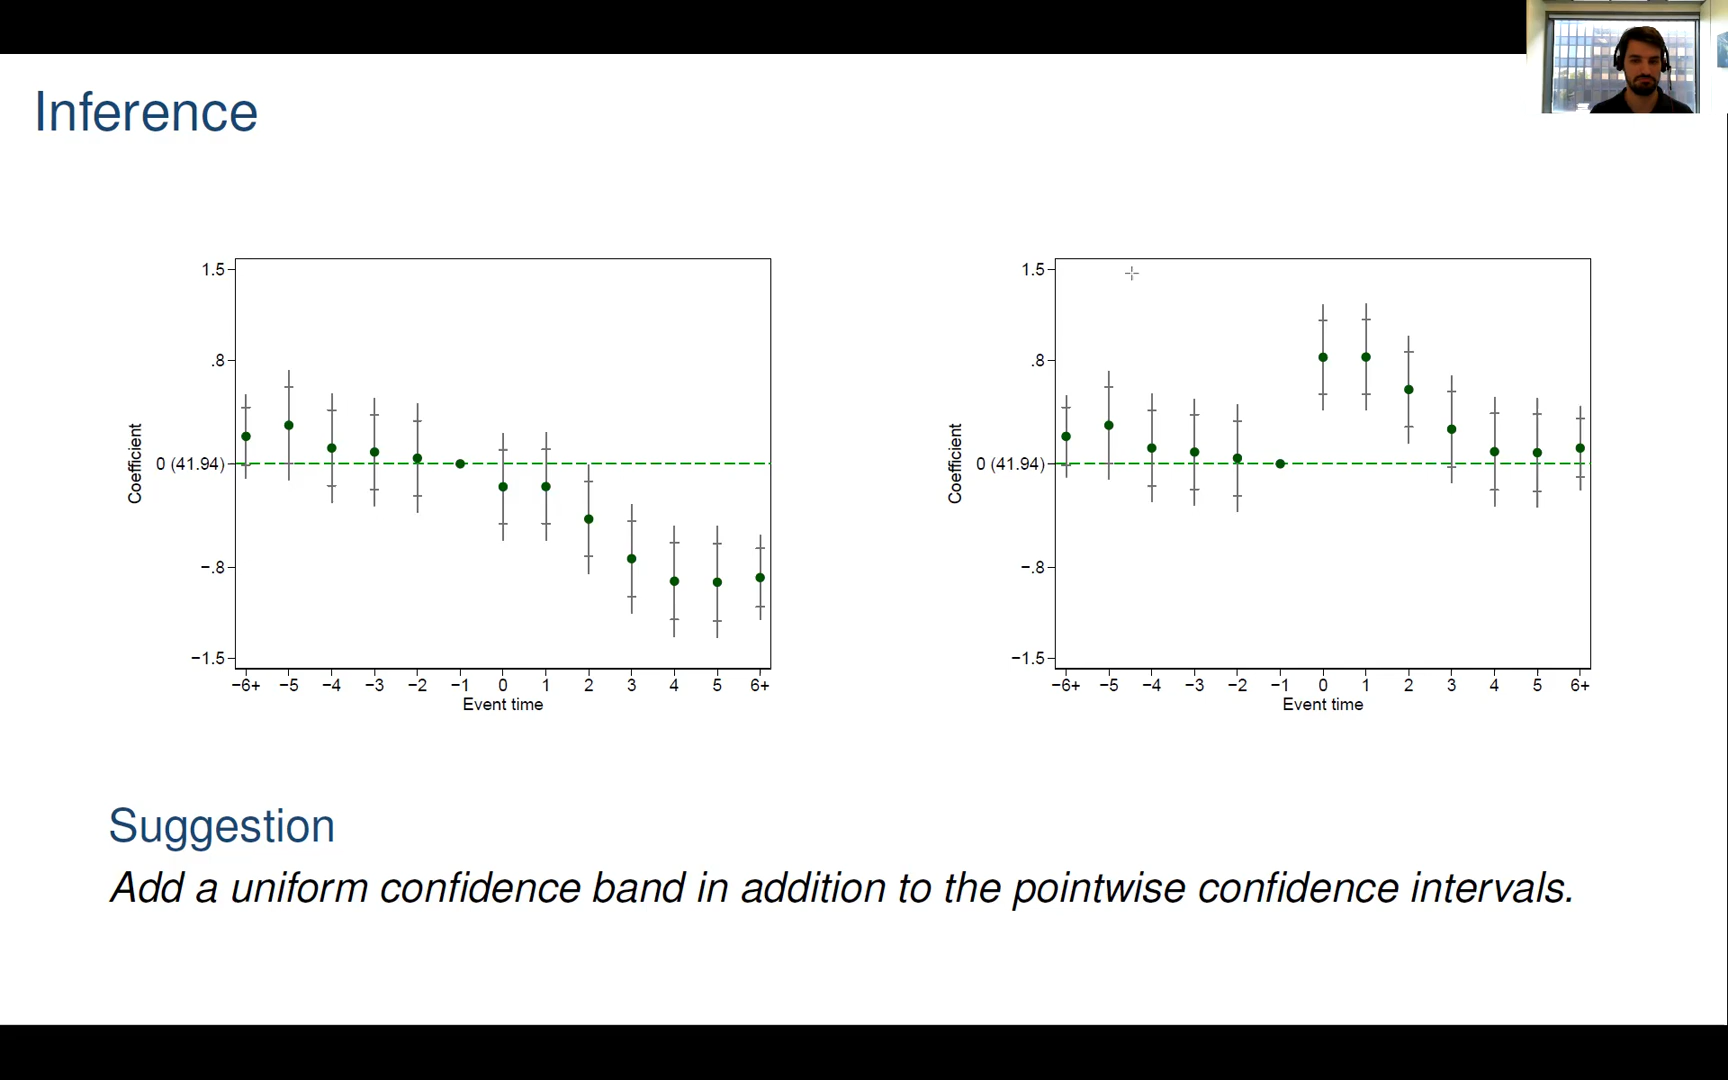 Inference
1.5
.8
0 (41.94)
−.8
−1.5
Coefficient
−6+ −5 −4 −3 −2 −1 0 1 2 3 4 5 6+
Event time
1.5
.8
0 (41.94)
−.8
−1.5
Coefficient
−6+ −5 −4 −3 −2 −1 0 1 2 3 4 5 6+
Event time
Suggestion
Add a uniform confidence band in addition to the pointwise confidence intervals.